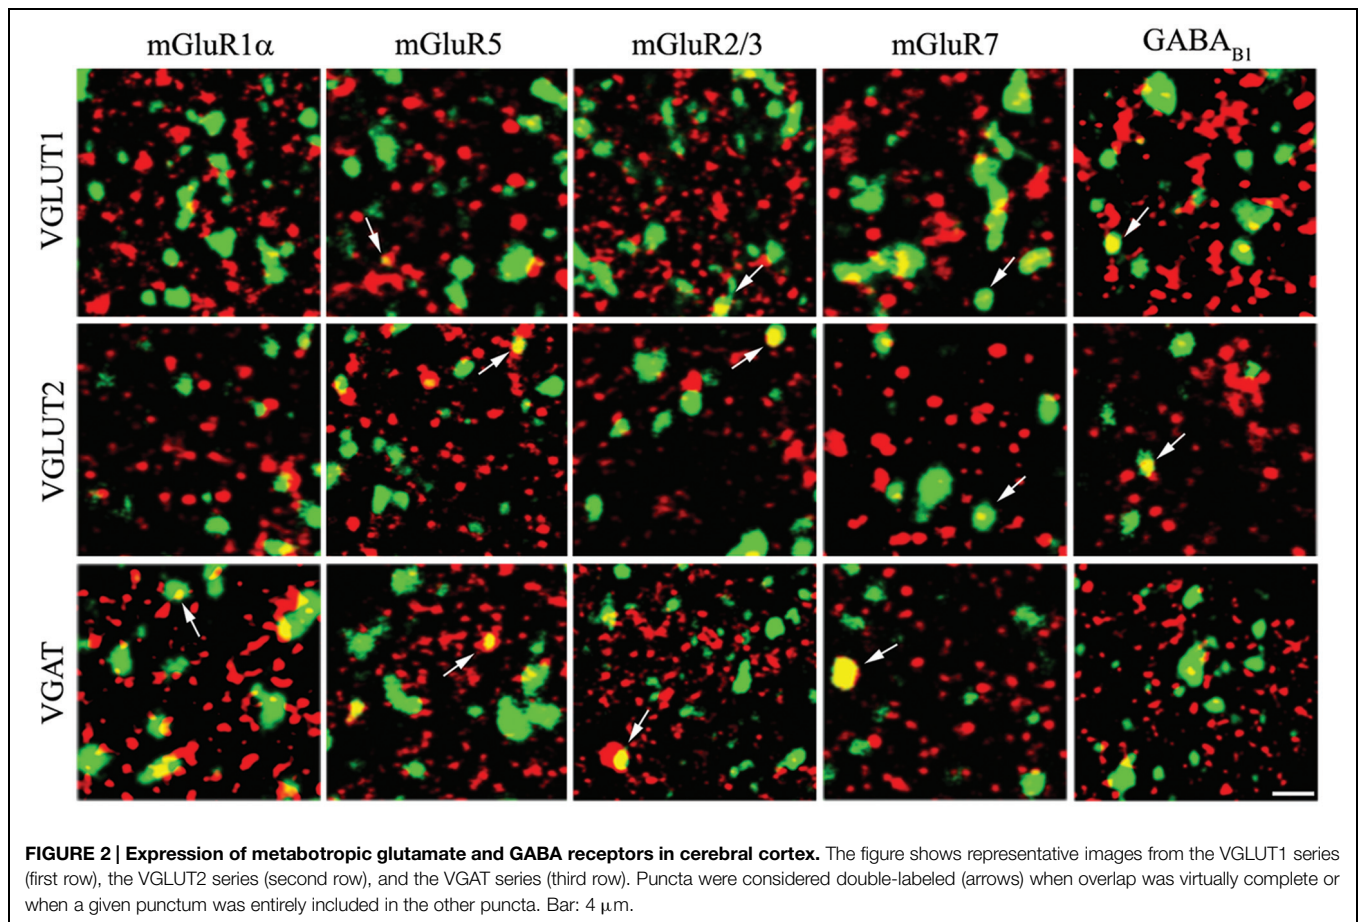 mGluR1α mGluR5 mGluR2/3 mGluR7 GABAB1
VGLUT1
VGLUT2
VGAT
FIGURE 2 | Expression of metabotropic glutamate and GABA receptors in cerebral cortex. The figure shows representative images from the VGLUT1 series
(first row), the VGLUT2 series (second row), and the VGAT series (third row). Puncta were considered double-labeled (arrows) when overlap was virtually complete or
when a given punctum was entirely included in the other puncta. Bar: 4 μm.